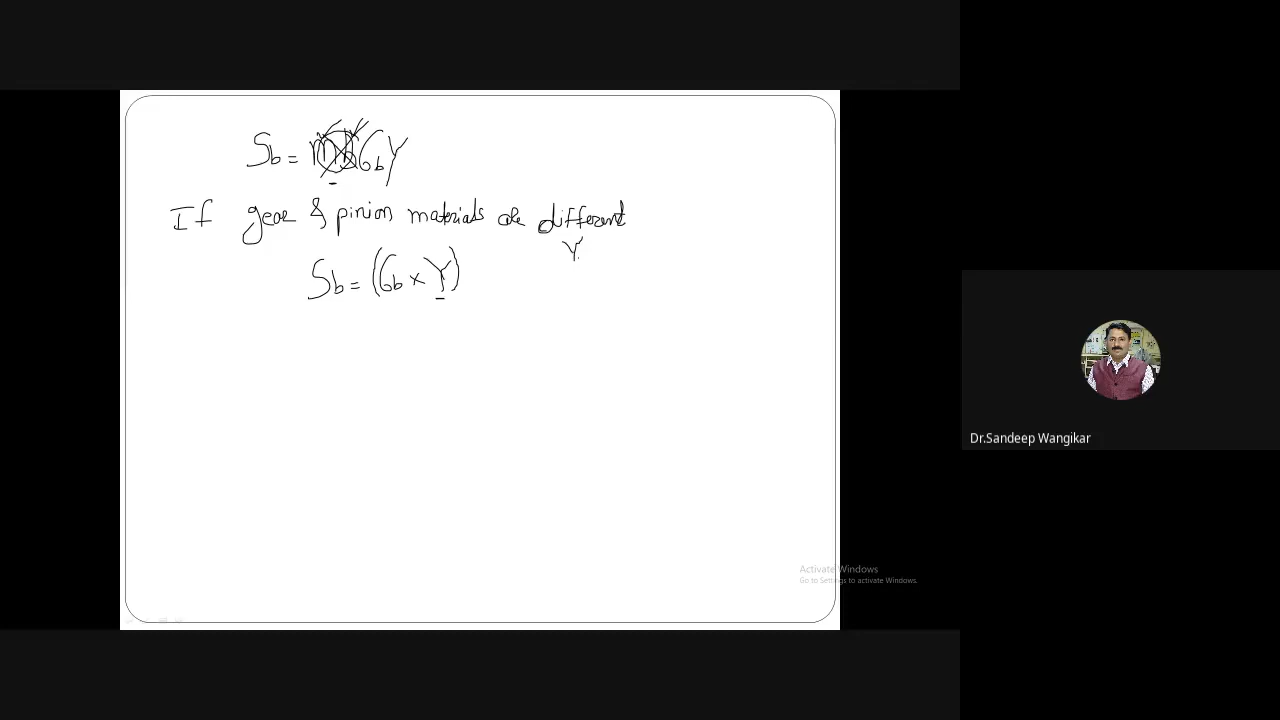 Sb = mbσbY
If gear & pinion materials are different
Y
Sb = (σb × Y)
Dr.Sandeep Wangikar
Activate Windows
Go to Settings to activate Windows.